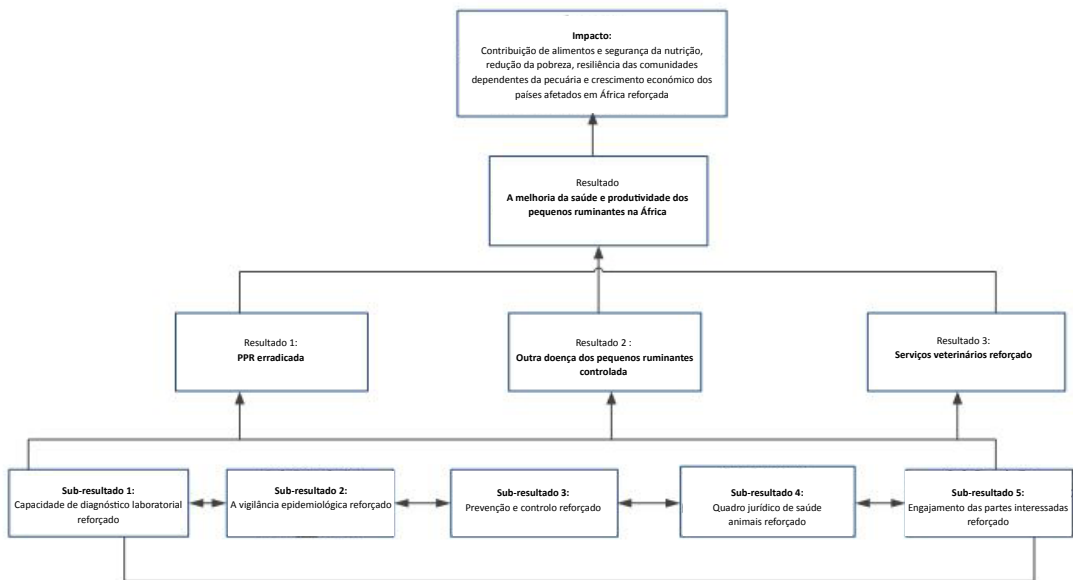 Impacto:
Contribuição de alimentos e segurança da nutrição,
redução da pobreza, resiliência das comunidades
dependentes da pecuária e crescimento económico dos
países afetados em África reforçada
Resultado
A melhoria da saúde e produtividade dos
pequenos ruminantes na África
Resultado 1:
PPR erradicada
Resultado 2 :
Outra doença dos pequenos ruminantes
controlada
Resultado 3:
Serviços veterinários reforçado
Sub-resultado 1:
Capacidade de diagnóstico laboratorial
reforçado
Sub-resultado 2:
A vigilância epidemiológica reforçado
Sub-resultado 3:
Prevenção e controlo reforçado
Sub-resultado 4:
Quadro jurídico de saúde
animais reforçado
Sub-resultado 5:
Engajamento das partes interessadas
reforçado